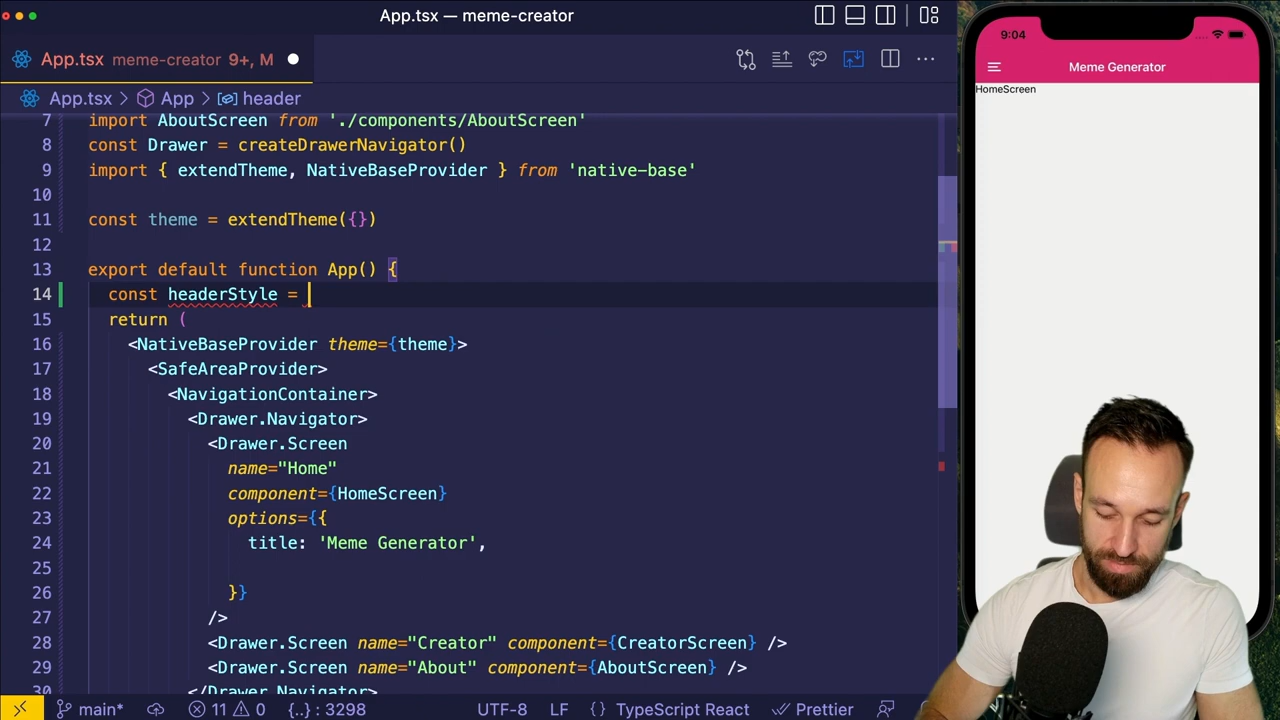 App.tsx — meme-creator
App.tsx meme-creator 9+, M
App.tsx > App > header
7 import AboutScreen from './components/AboutScreen'
8 const Drawer = createDrawerNavigator()
9 import { extendTheme, NativeBaseProvider } from 'native-base'
10
11 const theme = extendTheme({})
12
13 export default function App() {
14 const headerStyle =
15 return (
16 <NativeBaseProvider theme={theme}>
17 <SafeAreaProvider>
18 <NavigationContainer>
19 <Drawer.Navigator>
20 <Drawer.Screen
21 name="Home"
22 component={HomeScreen}
23 options={{
24 title: 'Meme Generator',
25
26 }}
27 />
28 <Drawer.Screen name="Creator" component={CreatorScreen} />
29 <Drawer.Screen name="About" component={AboutScreen} />
30 </Drawer.Navigator>
main* 11 0 {..} : 3298 UTF-8 LF {} TypeScript React Prettier
9:04
Meme Generator
HomeScreen